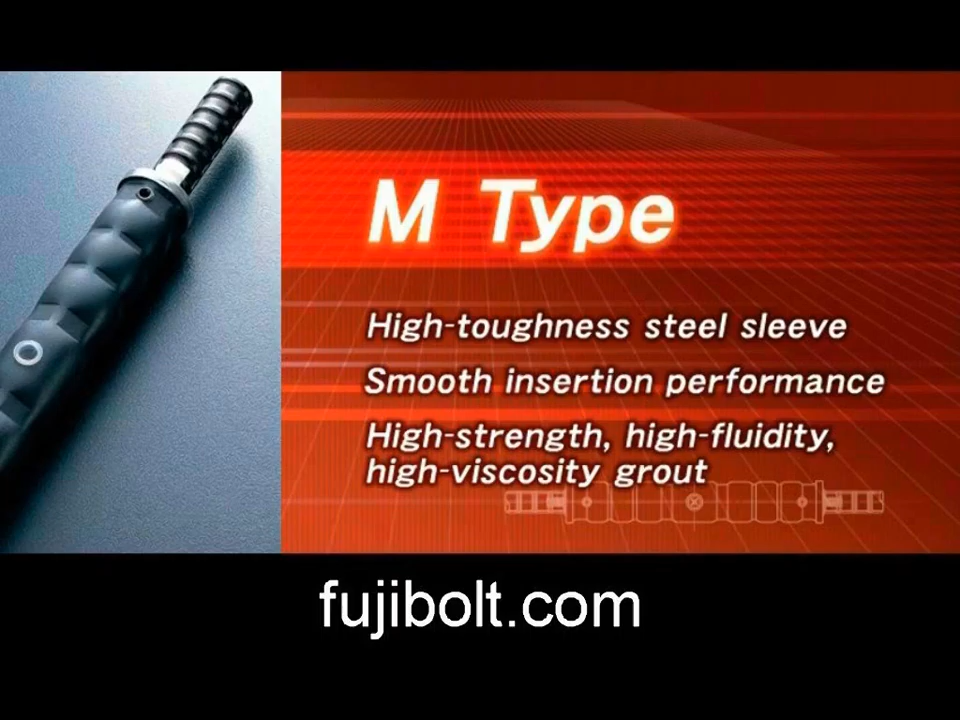 M Type
High-toughness steel sleeve
Smooth insertion performance
High-strength, high-fluidity,
high-viscosity grout
fujibolt.com